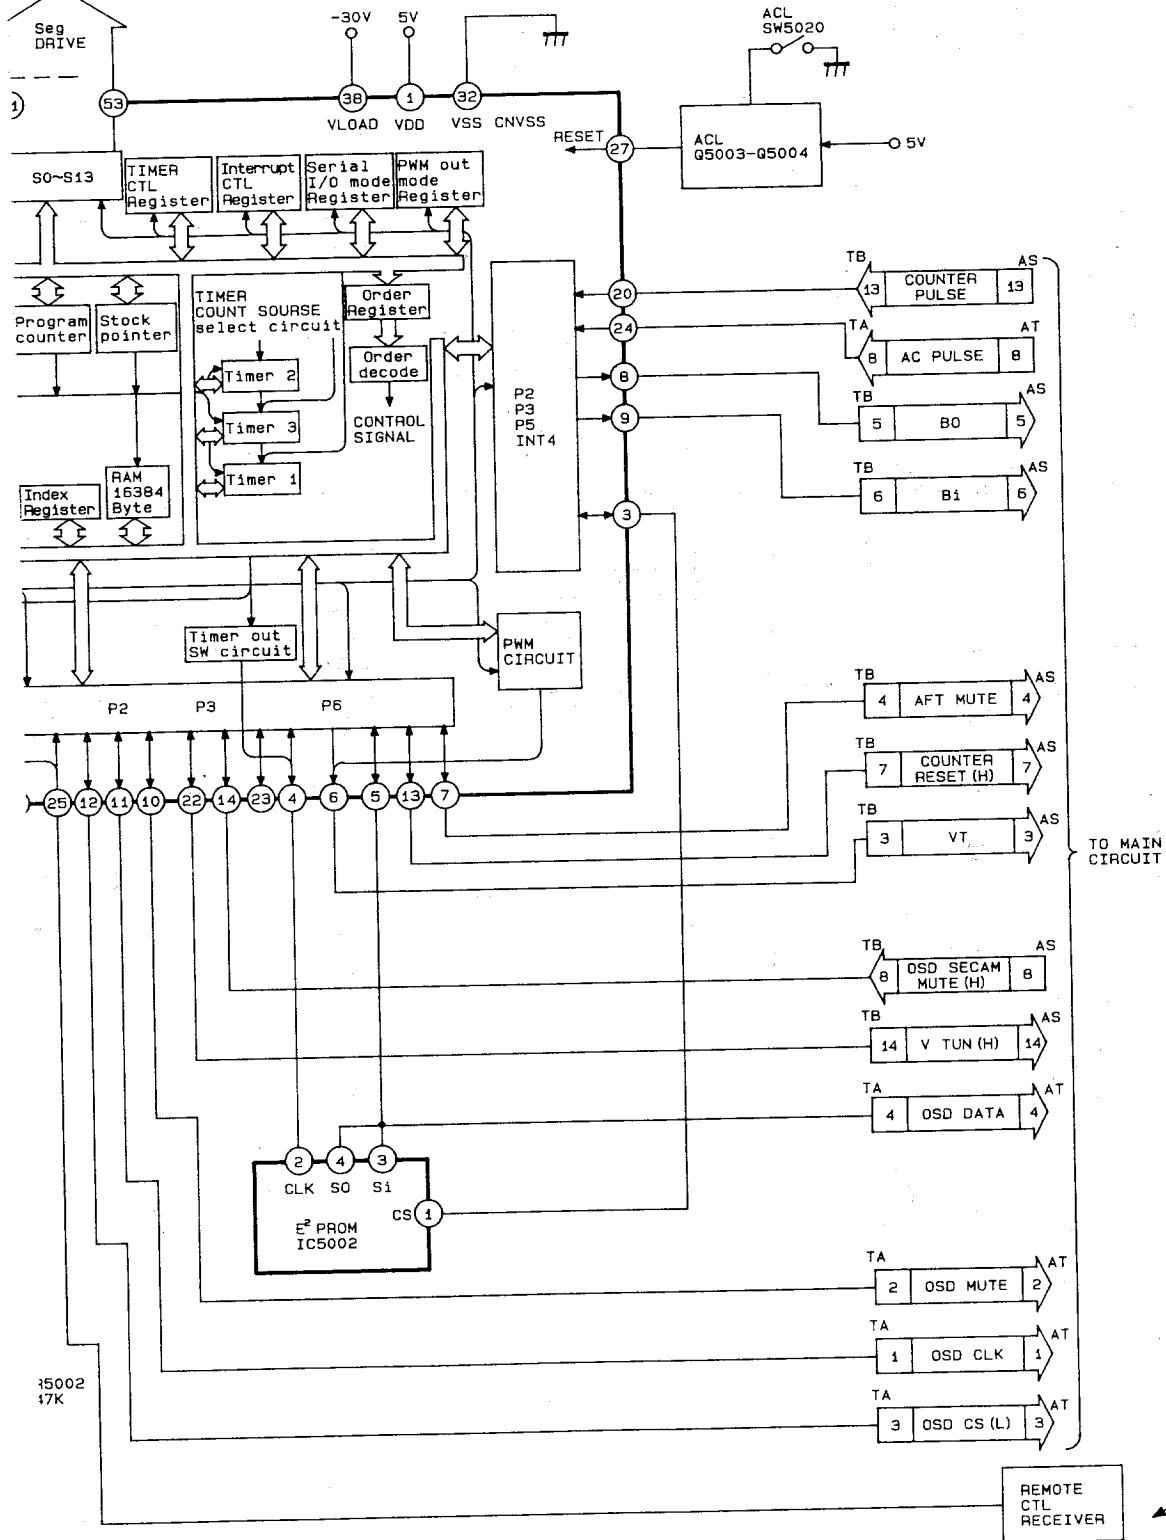 Seg
DRIVE
-30V
5V
ACL
SW5020
53
38
1
32
VLOAD
VDD
VSS
CNVSS
RESET
27
ACL
Q5003-Q5004
5V
S0~S13
TIMER
CTL
Register
Interrupt
CTL
Register
Serial
I/O mode
Register
PWM out
mode
Register
Program
counter
Stock
pointer
TIMER
COUNT SOURSE
select circuit
Timer 2
Timer 3
Timer 1
Order
Register
Order
decode
CONTROL
SIGNAL
Index
Register
RAM
16384
Byte
P2
P3
P5
INT4
20
24
8
9
3
TB
13
COUNTER
PULSE
13
AS
TA
8
AC PULSE
8
AT
TB
5
BO
5
AS
TB
6
Bi
6
AS
Timer out
SW circuit
PWM
CIRCUIT
P2
P3
P6
25
12
11
10
22
14
23
4
6
5
13
7
TB
4
AFT MUTE
4
AS
TB
7
COUNTER
RESET (H)
7
AS
TB
3
VT
3
AS
TO MAIN
CIRCUIT
TB
8
OSD SECAM
MUTE (H)
8
AS
TB
14
V TUN (H)
14
AS
TA
4
OSD DATA
4
AT
2
4
3
CLK
SO
Si
CS
1
E² PROM
IC5002
TA
2
OSD MUTE
2
AT
TA
1
OSD CLK
1
AT
TA
3
OSD CS (L)
3
AT
REMOTE
CTL
RECEIVER